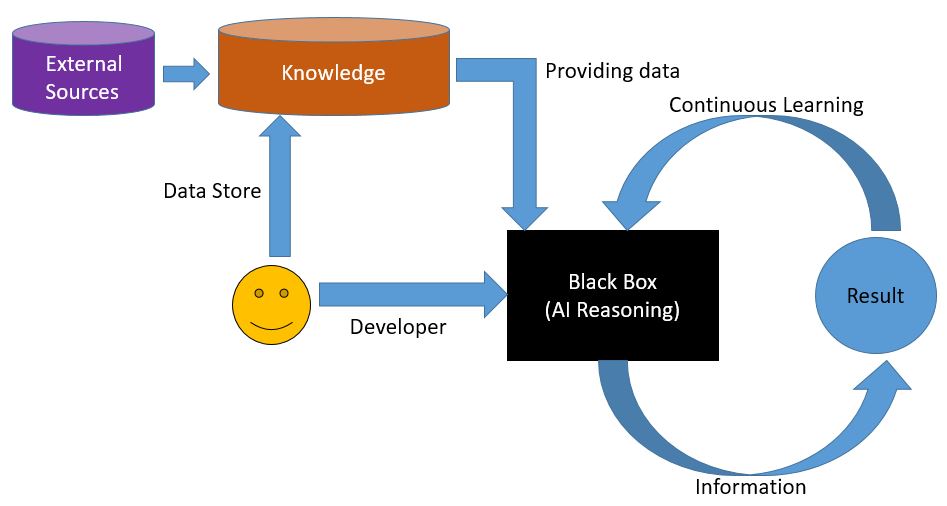 External
Sources
Knowledge
Providing data
Continuous Learning
Data Store
Black Box
(AI Reasoning)
Result
Developer
Information